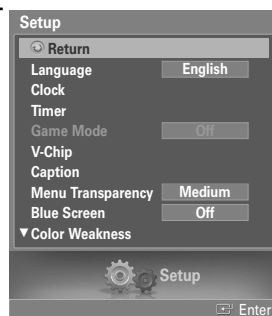 Setup
Return
Language English
Clock
Timer
Game Mode Off
V-Chip
Caption
Menu Transparency Medium
Blue Screen Off
▼ Color Weakness
Setup
Enter